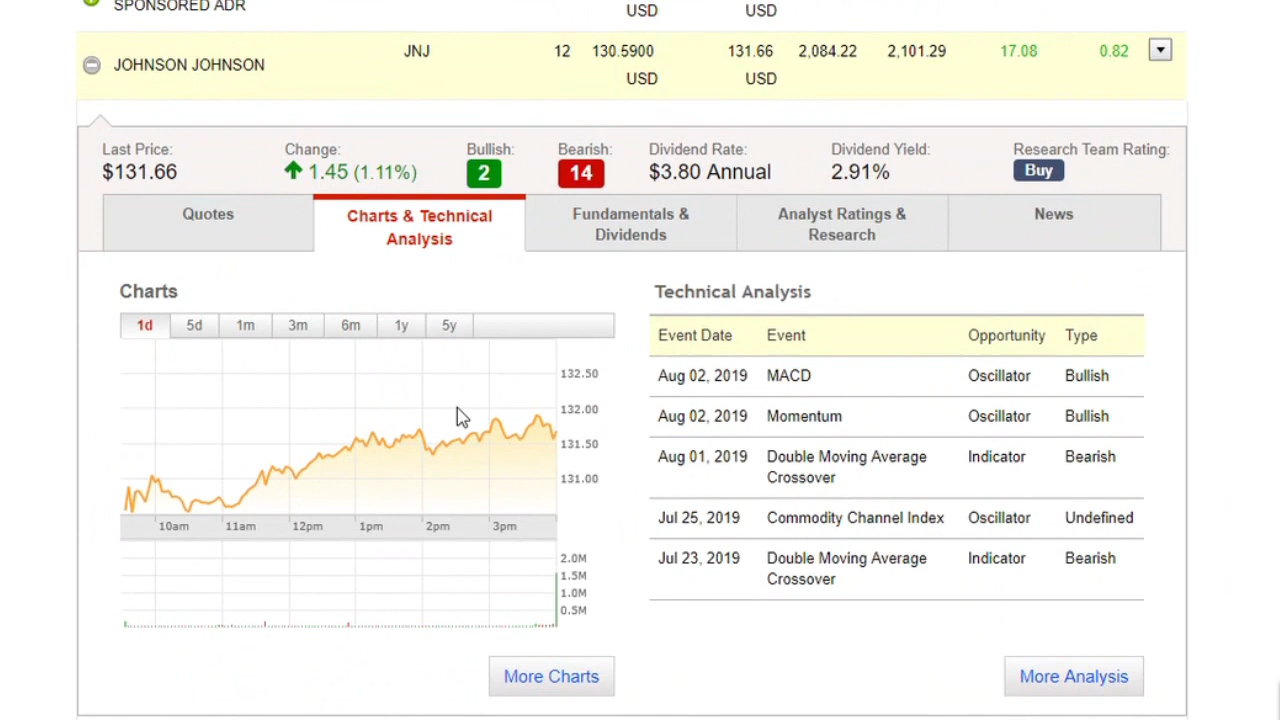 SPONSORED ADR
USD USD
JOHNSON JOHNSON JNJ 12 130.5900 131.66 2,084.22 2,101.29 17.08 0.82
USD USD
Last Price: Change: Bullish: Bearish: Dividend Rate: Dividend Yield: Research Team Rating:
$131.66 1.45 (1.11%) 2 14 $3.80 Annual 2.91% Buy
Quotes
Charts & Technical
Analysis
Fundamentals &
Dividends
Analyst Ratings &
Research
News
Charts
1d 5d 1m 3m 6m 1y 5y
132.50
132.00
131.50
131.00
10am 11am 12pm 1pm 2pm 3pm
2.0M
1.5M
1.0M
0.5M
More Charts
Technical Analysis
Event Date Event Opportunity Type
Aug 02, 2019 MACD Oscillator Bullish
Aug 02, 2019 Momentum Oscillator Bullish
Aug 01, 2019 Double Moving Average Indicator Bearish
Crossover
Jul 25, 2019 Commodity Channel Index Oscillator Undefined
Jul 23, 2019 Double Moving Average Indicator Bearish
Crossover
More Analysis